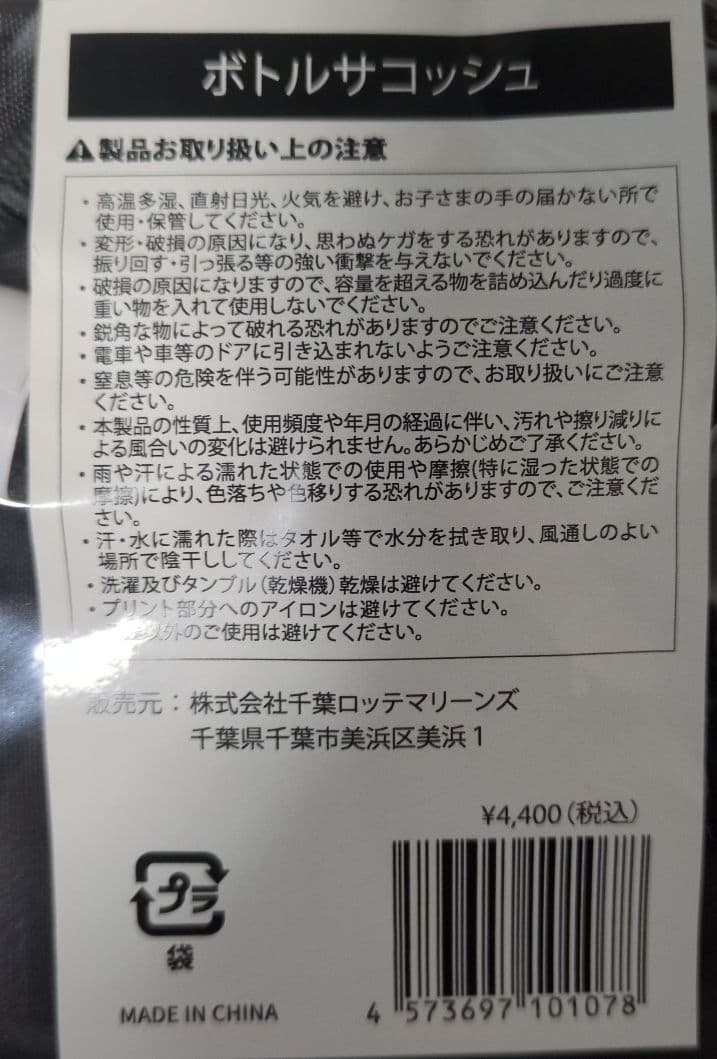 ボトルサコッシュ
製品お取り扱い上の注意
・高温多湿、直射日光、火気を避け、お子さまの手の届かない所で
使用・保管してください。
・変形・破損の原因になり、思わぬケガをする恐れがありますので、
振り回す・引っ張る等の強い衝撃を与えないでください。
・破損の原因になりますので、容量を超える物を詰め込んだり過度に
重い物を入れて使用しないでください。
・鋭角な物によって破れる恐れがありますのでご注意ください。
・電車や車等のドアに引き込まれないようご注意ください。
・窒息等の危険を伴う可能性がありますので、お取り扱いにご注意
ください。
・本製品の性質上、使用頻度や年月の経過に伴い、汚れや擦り減りに
よる風合いの変化は避けられません。あらかじめご了承ください。
・雨や汗による濡れた状態での使用や摩擦(特に湿った状態での
摩擦)により、色落ちや色移りする恐れがありますので、ご注意くだ
さい。
・汗・水に濡れた際はタオル等で水分を拭き取り、風通しのよい
場所で陰干ししてください。
・洗濯及びタンブル(乾燥機)乾燥は避けてください。
・プリント部分へのアイロンは避けてください。
以外のご使用は避けてください。
販売元:株式会社千葉ロッテマリーンズ
千葉県千葉市美浜区美浜1
¥4,400(税込)
プラ
袋
MADE IN CHINA
4 573697 101078